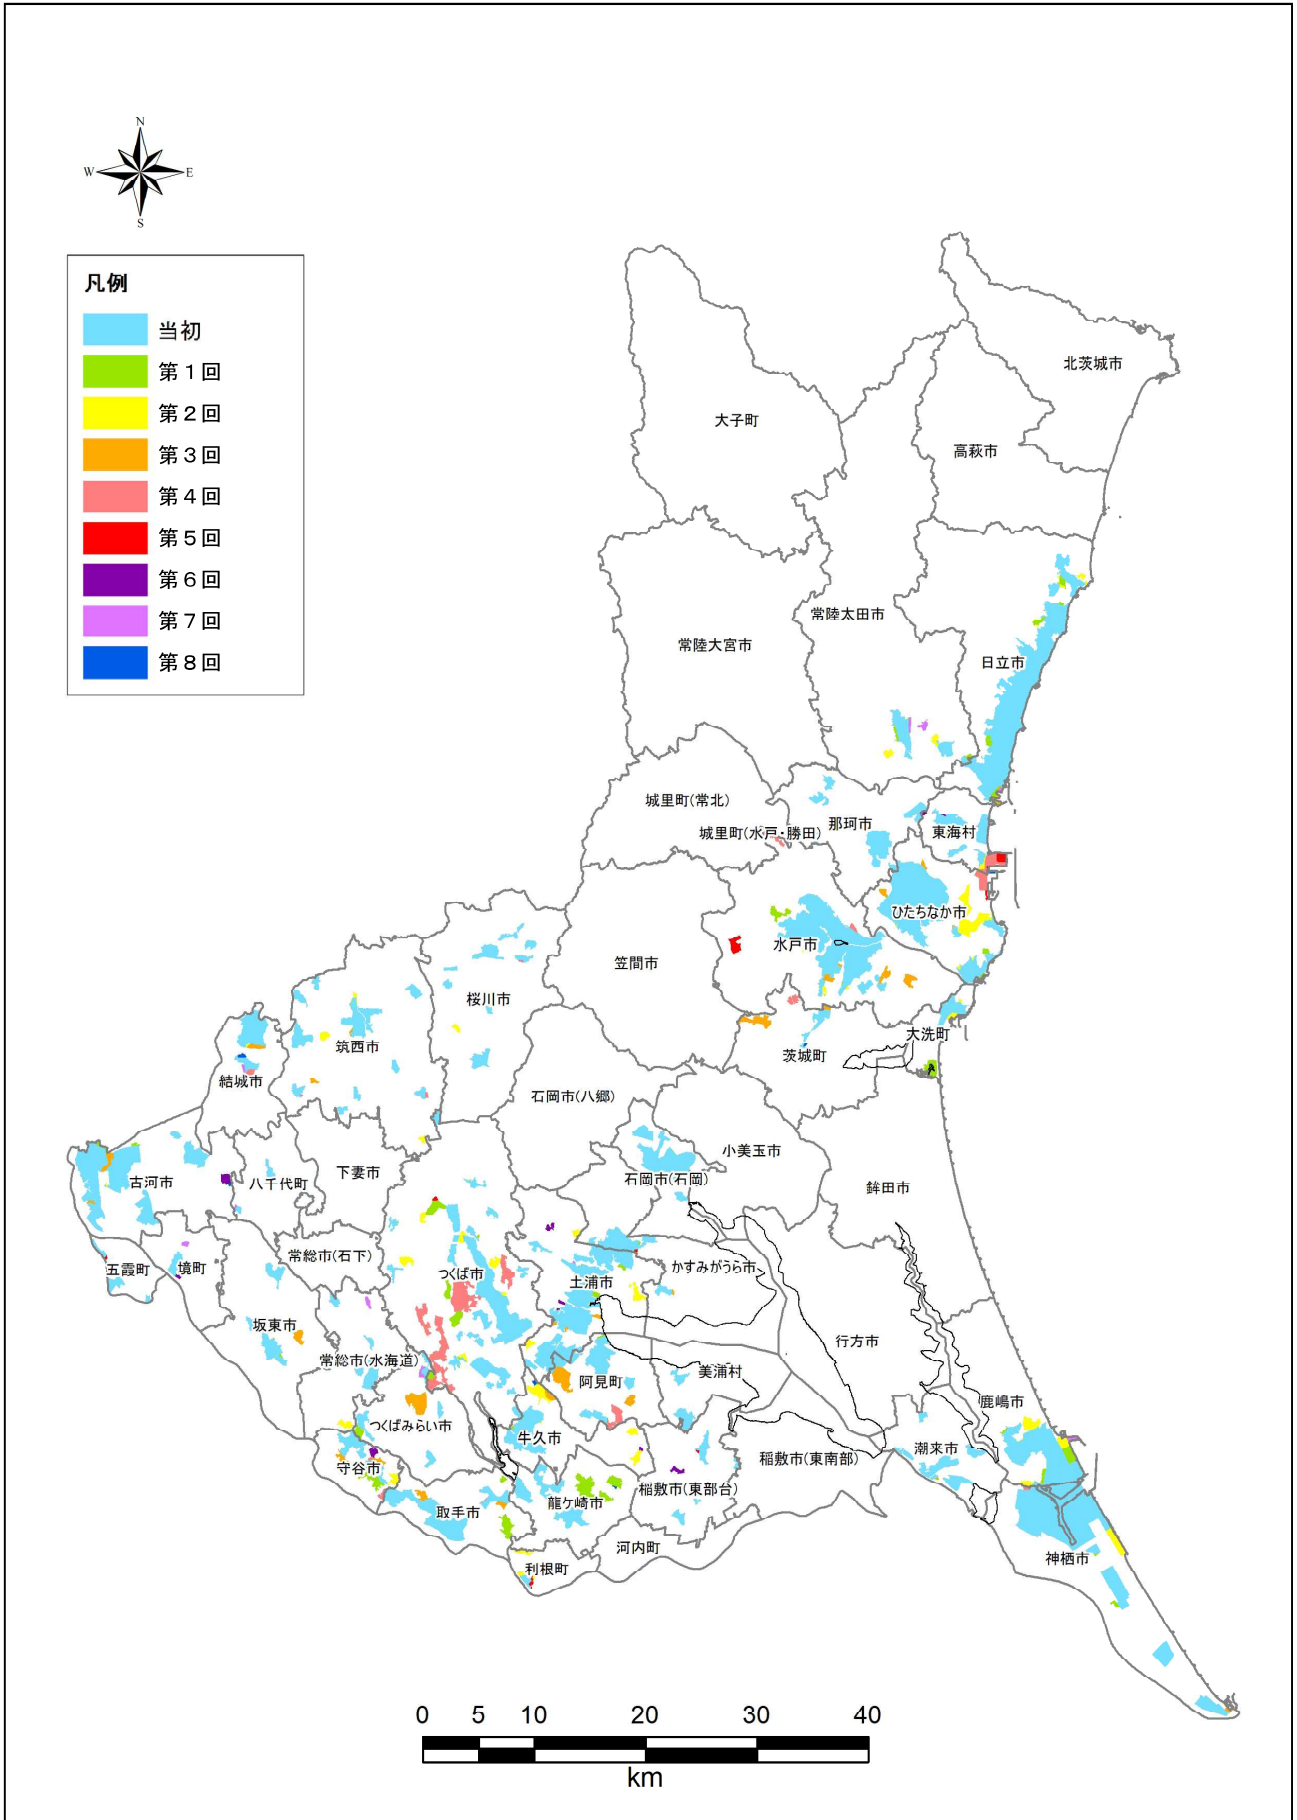 N
W
E
S
凡例
当初
第１回
第２回
第３回
第４回
第５回
第６回
第７回
第８回
北茨城市
大子町
高萩市
常陸太田市
常陸大宮市
日立市
城里町(常北)
城里町(水戸・勝田)
那珂市
東海村
ひたちなか市
水戸市
笠間市
桜川市
筑西市
大洗町
茨城町
結城市
石岡市(八郷)
小美玉市
石岡市(石岡)
下妻市
八千代町
古河市
鉾田市
常総市(石下)
五霞町
境町
つくば市
土浦市
かすみがうら市
坂東市
行方市
常総市(水海道)
阿見町
美浦村
鹿嶋市
つくばみらい市
牛久市
潮来市
稲敷市(東南部)
守谷市
稲敷市(東部台)
龍ケ崎市
取手市
河内町
神栖市
利根町
0 5 10 20 30 40
km